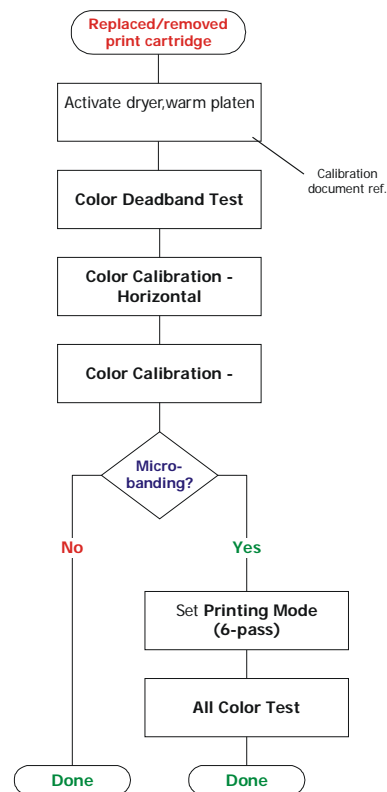 Replaced/removed
print cartridge
Activate dryer,warm platen
Calibration
document ref.
Color Deadband Test
Color Calibration -
Horizontal
Color Calibration -
Micro-
banding?
No
Yes
Set Printing Mode
(6-pass)
All Color Test
Done
Done